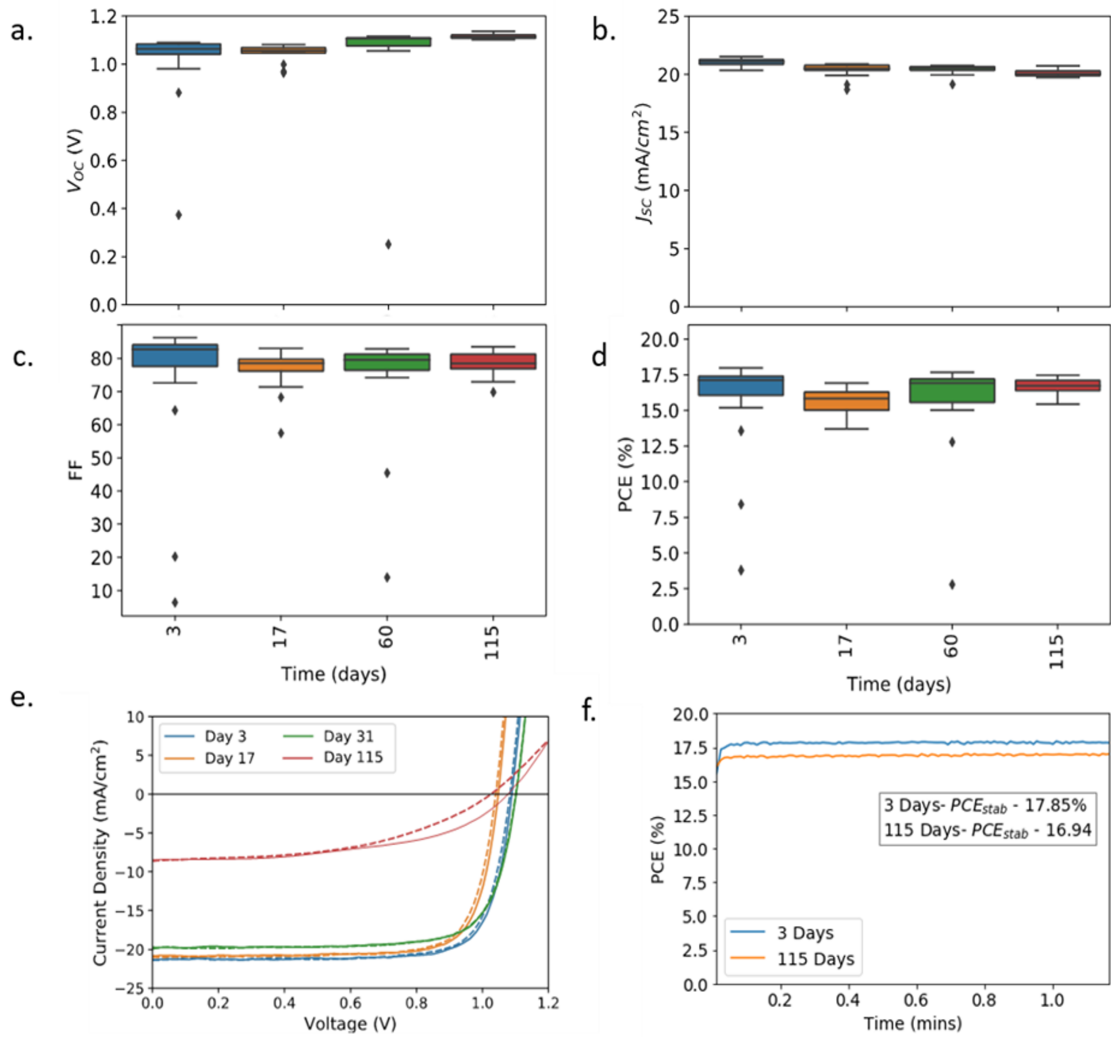 a.
1.2
1.0
0.8
0.6
0.4
0.2
0.0
V_OC (V)
b.
25
20
15
10
25
5
0
J_SC (mA/cm²)
c.
80
70
60
50
40
30
20
10
FF
3
17
60
115
Time (days)
d
20.0
17.5
15.0
12.5
10.0
7.5
5.0
2.5
0.0
PCE (%)
3
17
60
115
Time (days)
e.
10
5
0
−5
−10
−15
−20
−25
Current Density (mA/cm²)
Day 3
Day 17
Day 31
Day 115
0.0 0.2 0.4 0.6 0.8 1.0 1.2
Voltage (V)
f.
20.0
17.5
15.0
12.5
10.0
7.5
5.0
2.5
0.0
PCE (%)
3 Days- PCE_stab - 17.85%
115 Days- PCE_stab - 16.94
3 Days
115 Days
0.2 0.4 0.6 0.8 1.0
Time (mins)